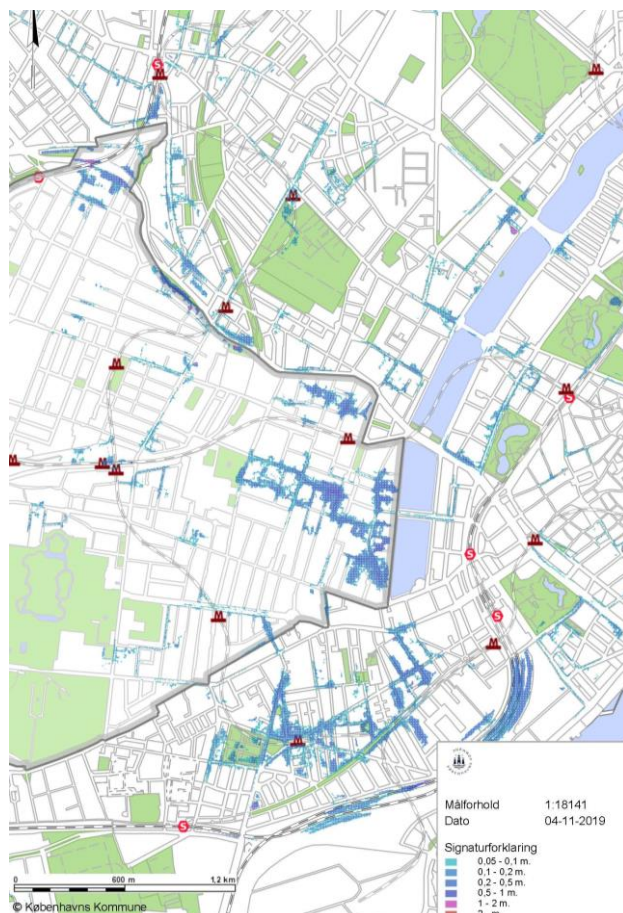 S
M
M
M
M
M
M
S
M
M
M
M
S
M
M
S
M
M
S
Målforhold 1:18141
Dato 04-11-2019
Signaturforklaring
0,05 - 0,1 m.
0,1 - 0,2 m.
0,2 - 0,5 m.
0,5 - 1 m.
1 - 2 m.
600 m 1,2 km
© Københavns Kommune